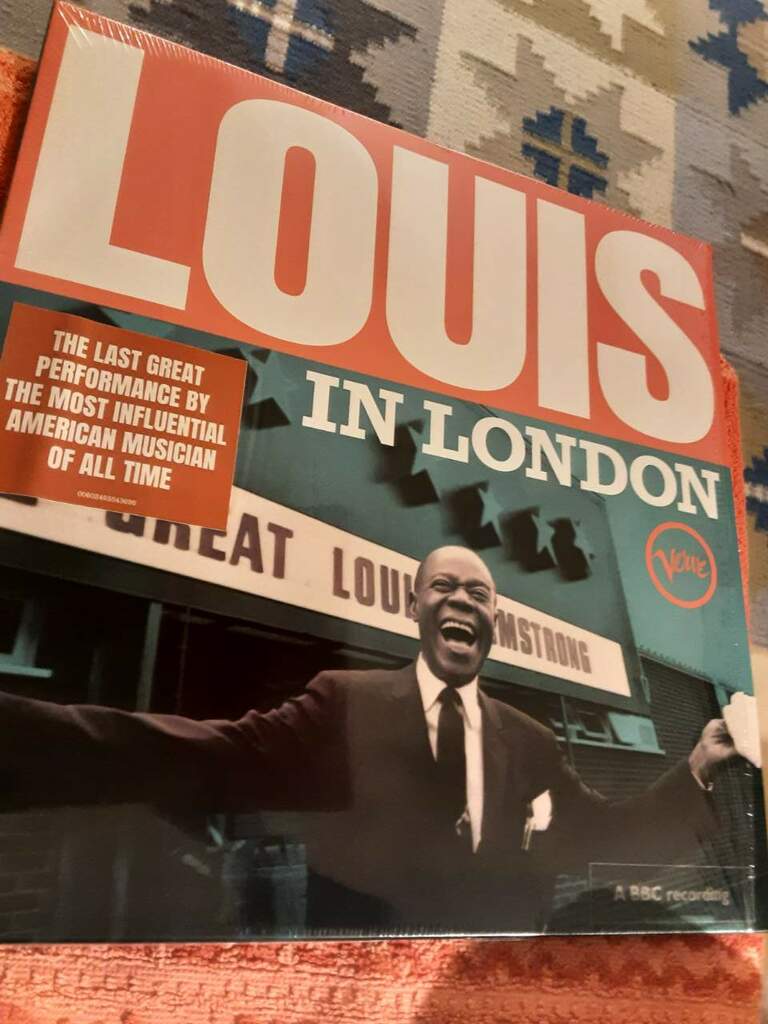 LOUIS
IN LONDON
THE LAST GREAT
PERFORMANCE BY
THE MOST INFLUENTIAL
AMERICAN MUSICIAN
OF ALL TIME
GREAT LOUI MSTRONG
Verve
A BBC recording